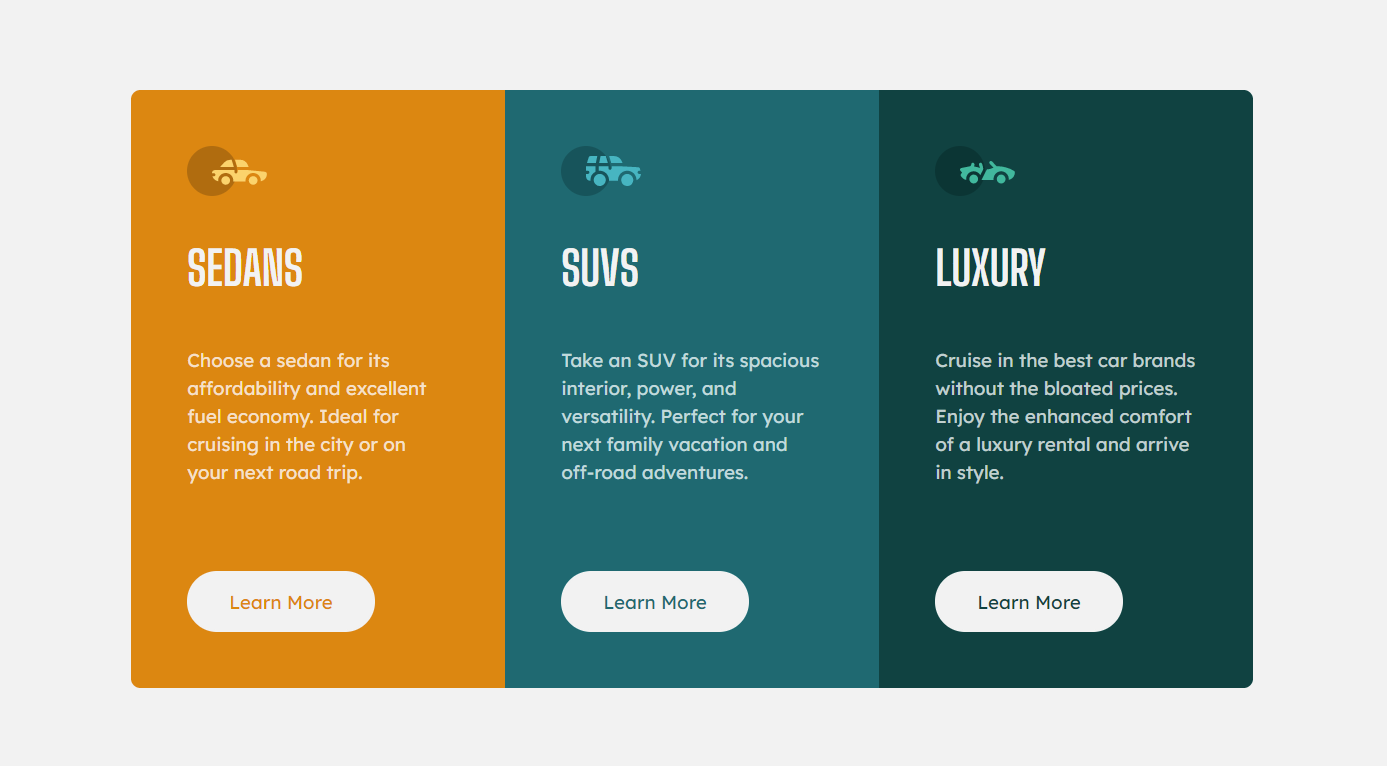 SEDANS
Choose a sedan for its
affordability and excellent
fuel economy. Ideal for
cruising in the city or on
your next road trip.
Learn More
SUVS
Take an SUV for its spacious
interior, power, and
versatility. Perfect for your
next family vacation and
off-road adventures.
Learn More
LUXURY
Cruise in the best car brands
without the bloated prices.
Enjoy the enhanced comfort
of a luxury rental and arrive
in style.
Learn More